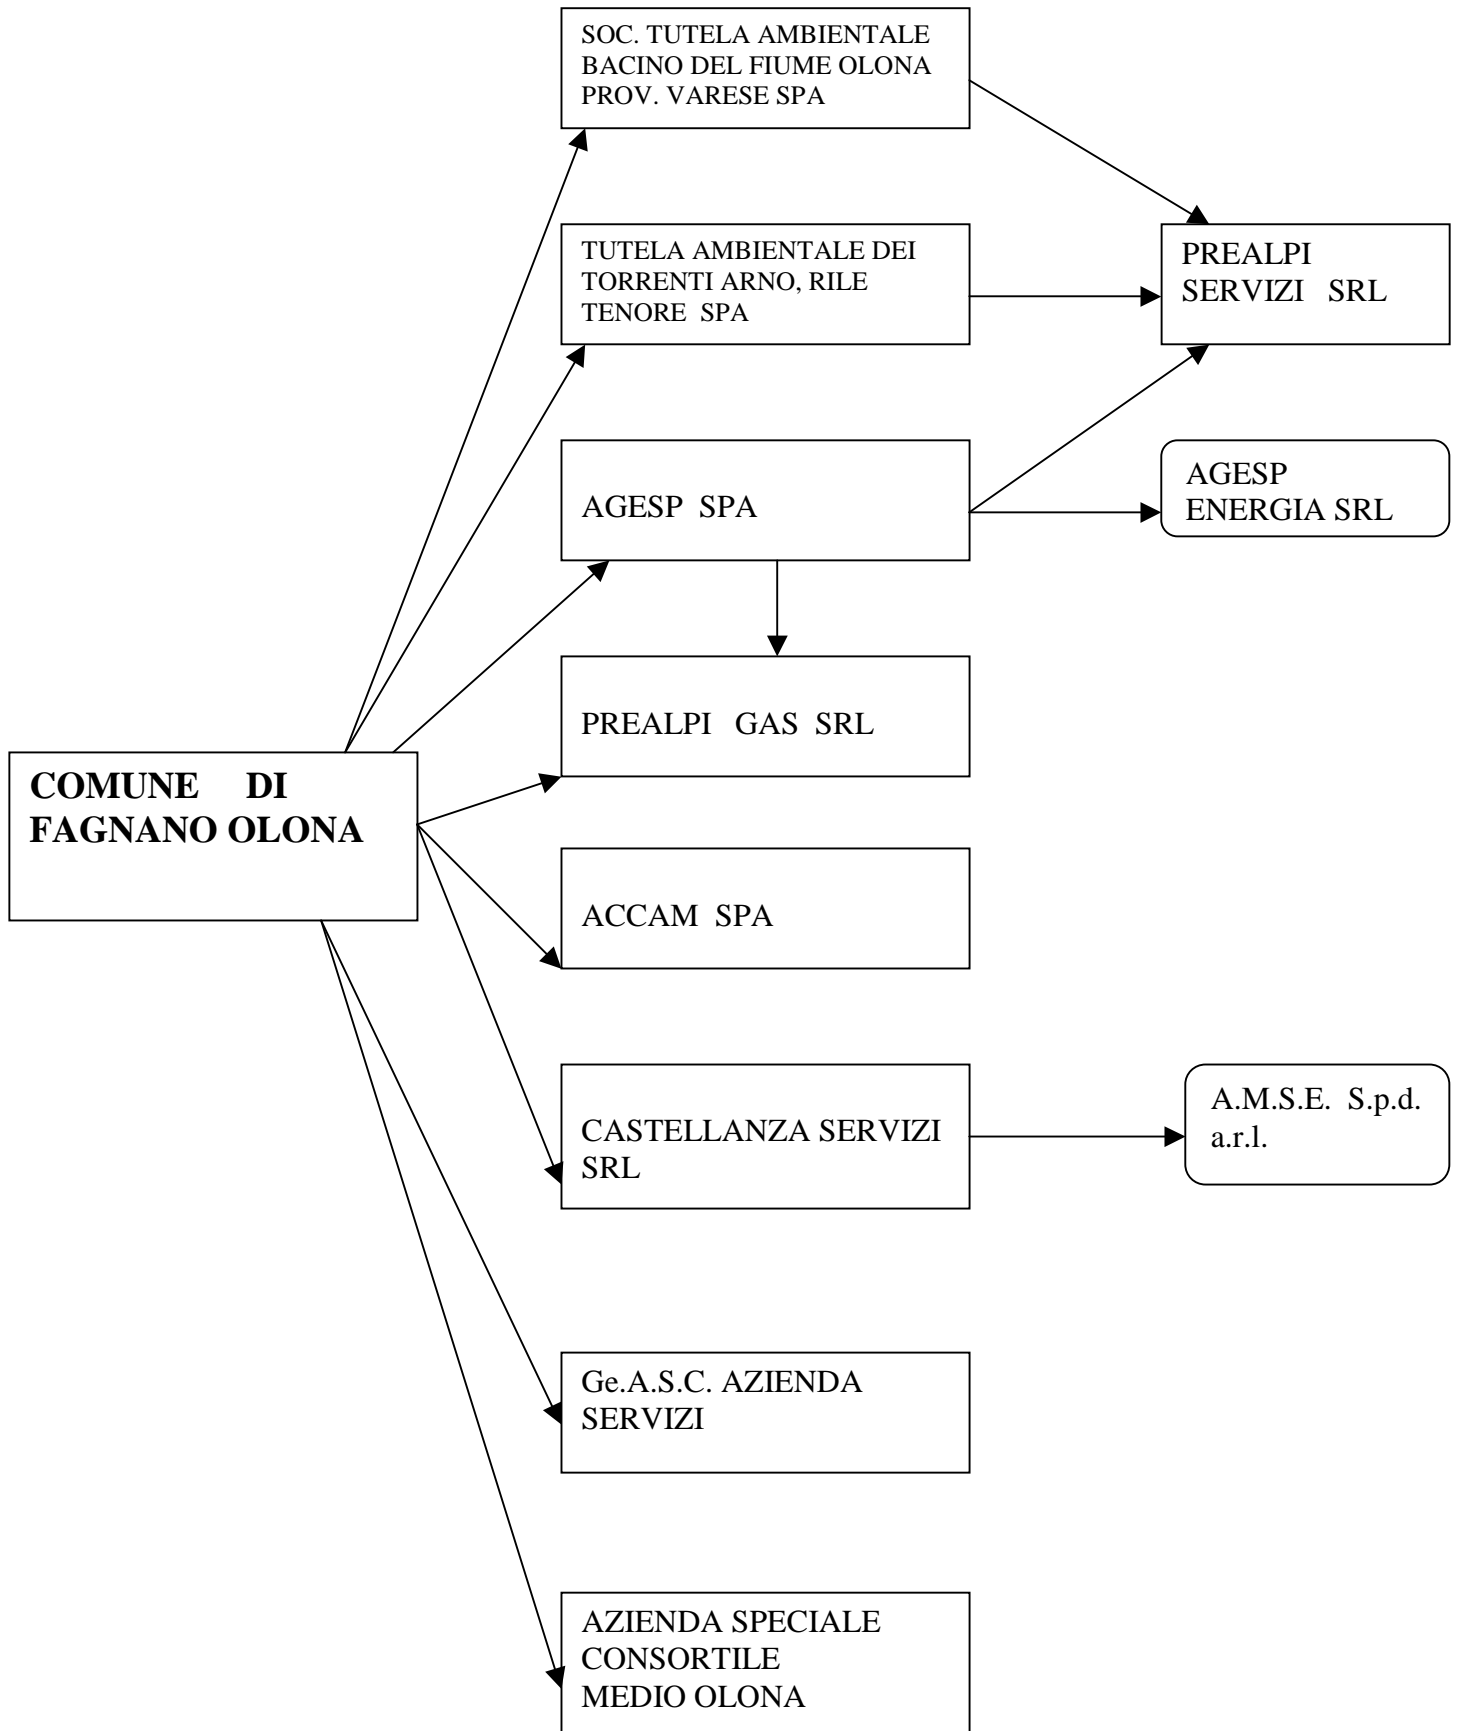 SOC. TUTELA AMBIENTALE
BACINO DEL FIUME OLONA
PROV. VARESE SPA
TUTELA AMBIENTALE DEI
TORRENTI ARNO, RILE
TENORE SPA
PREALPI
SERVIZI SRL
AGESP SPA
AGESP
ENERGIA SRL
PREALPI GAS SRL
COMUNE DI
FAGNANO OLONA
ACCAM SPA
CASTELLANZA SERVIZI
SRL
A.M.S.E. S.p.d.
a.r.l.
Ge.A.S.C. AZIENDA
SERVIZI
AZIENDA SPECIALE
CONSORTILE
MEDIO OLONA